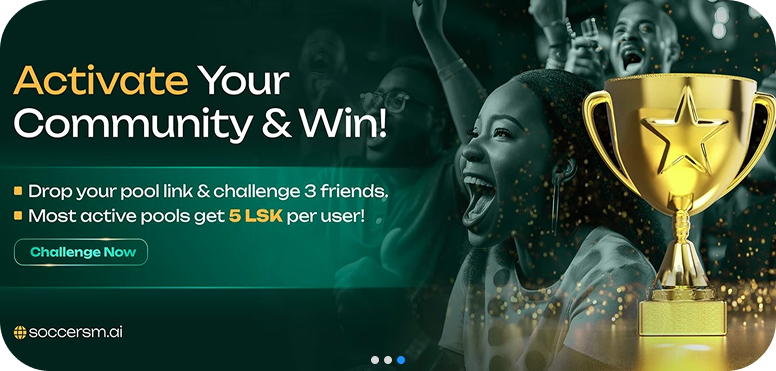 Activate Your
Community & Win!
Drop your pool link & challenge 3 friends.
Most active pools get 5 LSK per user!
Challenge Now
soccersm.ai